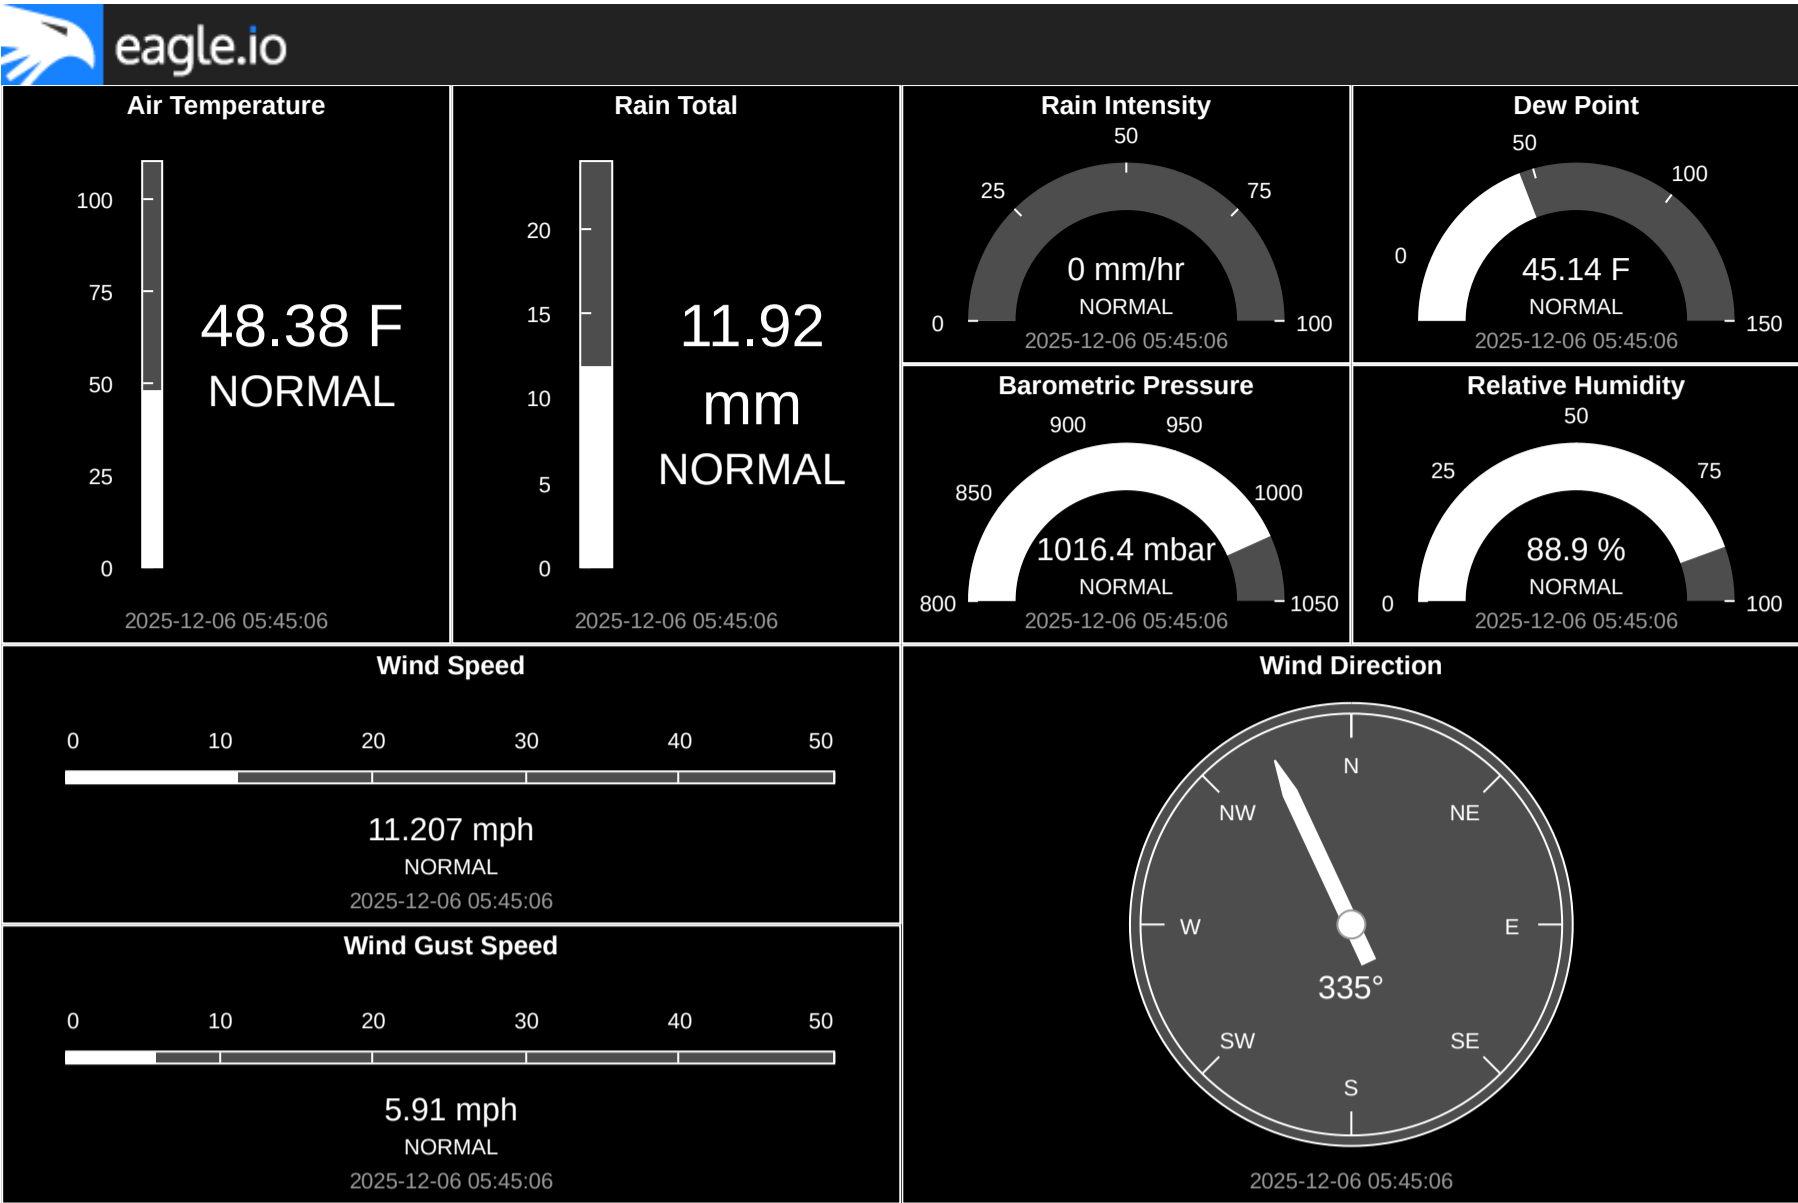 eagle.io
Air Temperature
100
75
50
25
0
48.38 F
NORMAL
2025-12-06 05:45:06
Rain Total
20
15
10
5
0
11.92
mm
NORMAL
2025-12-06 05:45:06
Rain Intensity
50
25 75
0 100
0 mm/hr
NORMAL
2025-12-06 05:45:06
Dew Point
50
100
0
150
45.14 F
NORMAL
2025-12-06 05:45:06
Barometric Pressure
900 950
850 1000
800 1050
1016.4 mbar
NORMAL
2025-12-06 05:45:06
Relative Humidity
50
25 75
0 100
88.9 %
NORMAL
2025-12-06 05:45:06
Wind Speed
0 10 20 30 40 50
11.207 mph
NORMAL
2025-12-06 05:45:06
Wind Gust Speed
0 10 20 30 40 50
5.91 mph
NORMAL
2025-12-06 05:45:06
Wind Direction
N
NW NE
W E
335°
SW SE
S
2025-12-06 05:45:06